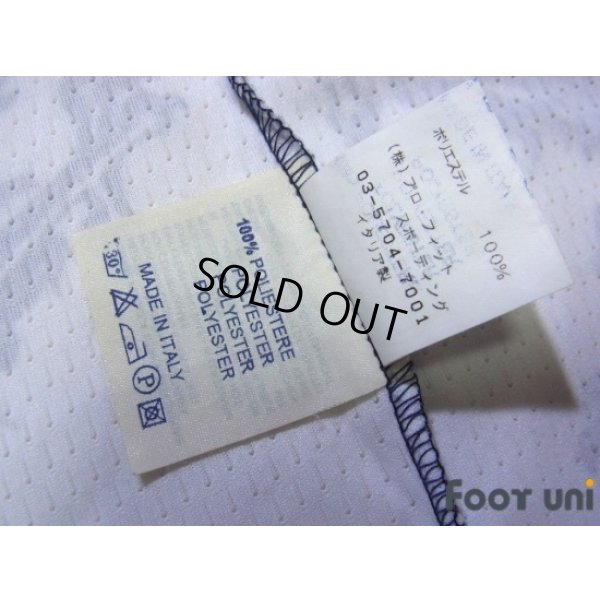 100% POLIESTERE
POLYESTER
POLYESTER
POLYESTER
30°
P
MADE IN ITALY
ポリエステル 100%
(株)アロ・フィット
スポーティング
03-5704-7001
イタリア製
SOLD OUT
FOOT UNI